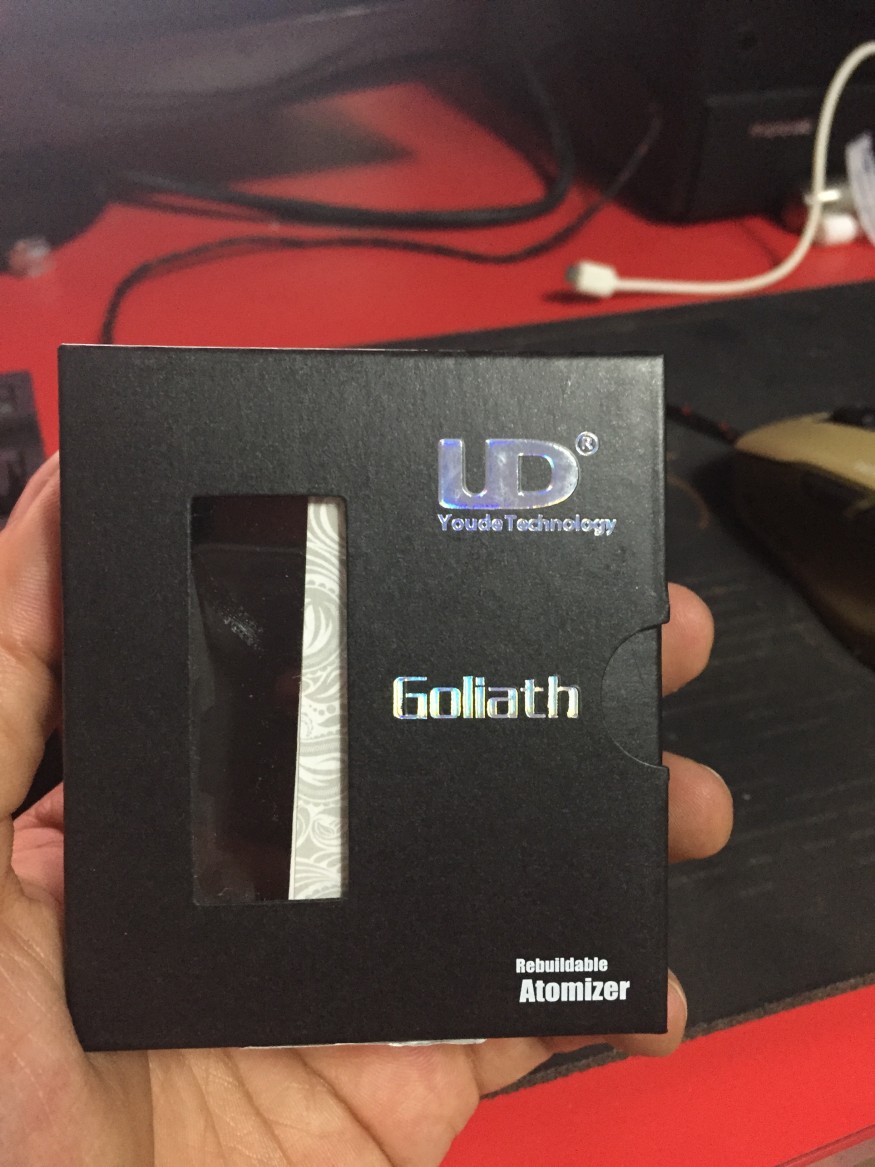 UD®
Youde Technology
Goliath
Rebuildable
Atomizer